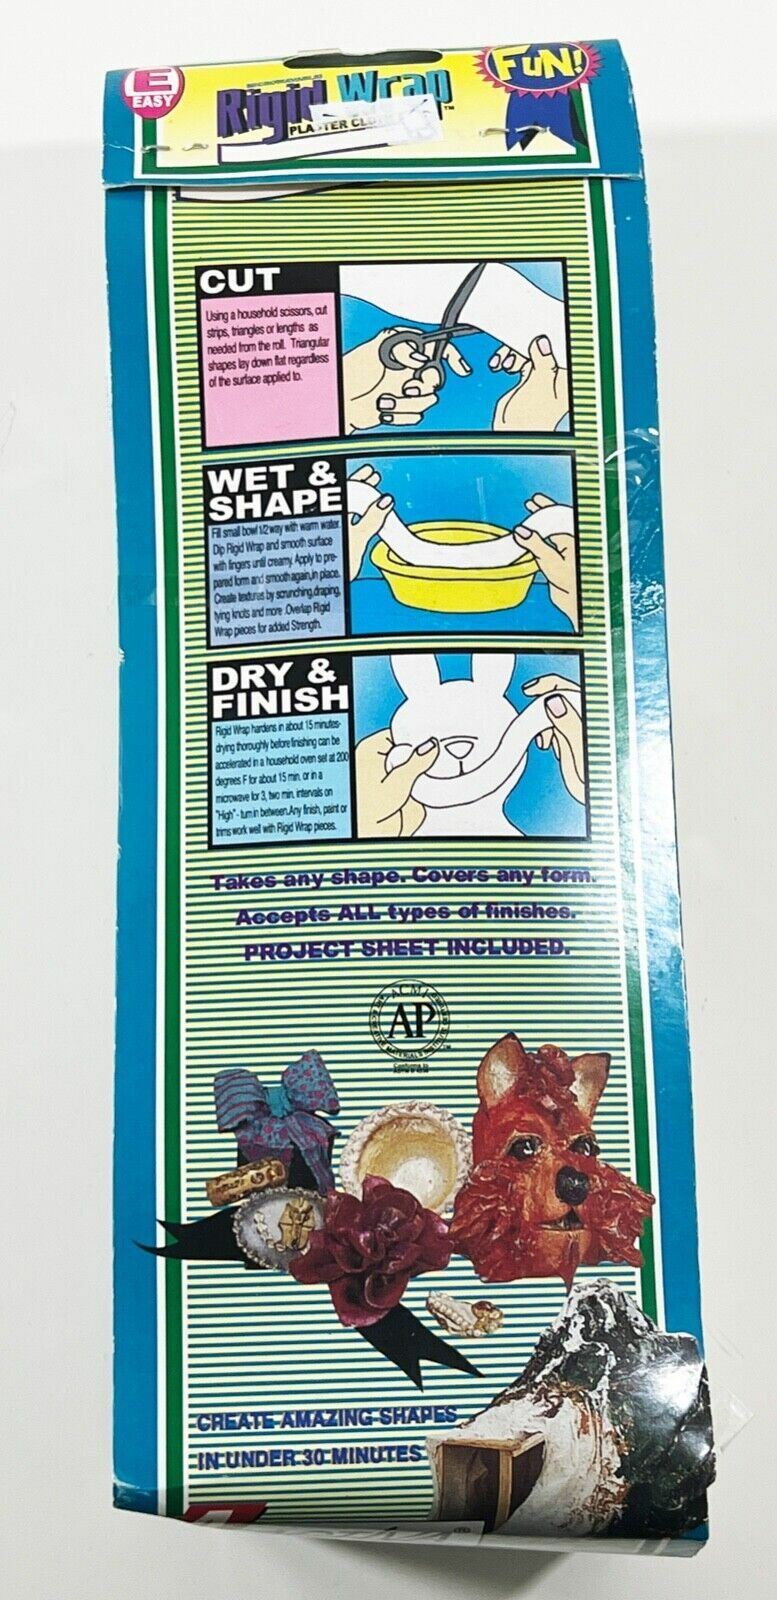 E
EASY
Rigid Wrap™
PLASTER CLOTH
FUN!
CUT
Using a household scissors, cut
strips, triangles or lengths as
needed from the roll. Triangular
shapes lay down flat regardless
of the surface applied to.
WET &
SHAPE
Fill small bowl 1/2 way with warm water.
Dip Rigid Wrap and smooth surface
with fingers until creamy. Apply to pre-
pared form and smooth again, in place.
Create textures by scrunching, draping,
tying knots and more. Overlap Rigid
Wrap pieces for added Strength.
DRY &
FINISH
Rigid Wrap hardens in about 15 minutes-
drying thoroughly before finishing can be
accelerated in a household oven set at 200
degrees F for about 15 min. or in a
microwave for 3, two min. intervals on
"High" - turn in between. Any finish, paint or
trims work well with Rigid Wrap pieces.
Takes any shape. Covers any form.
Accepts ALL types of finishes.
PROJECT SHEET INCLUDED.
ACMI
AP
Conforms to
CREATE AMAZING SHAPES
IN UNDER 30 MINUTES